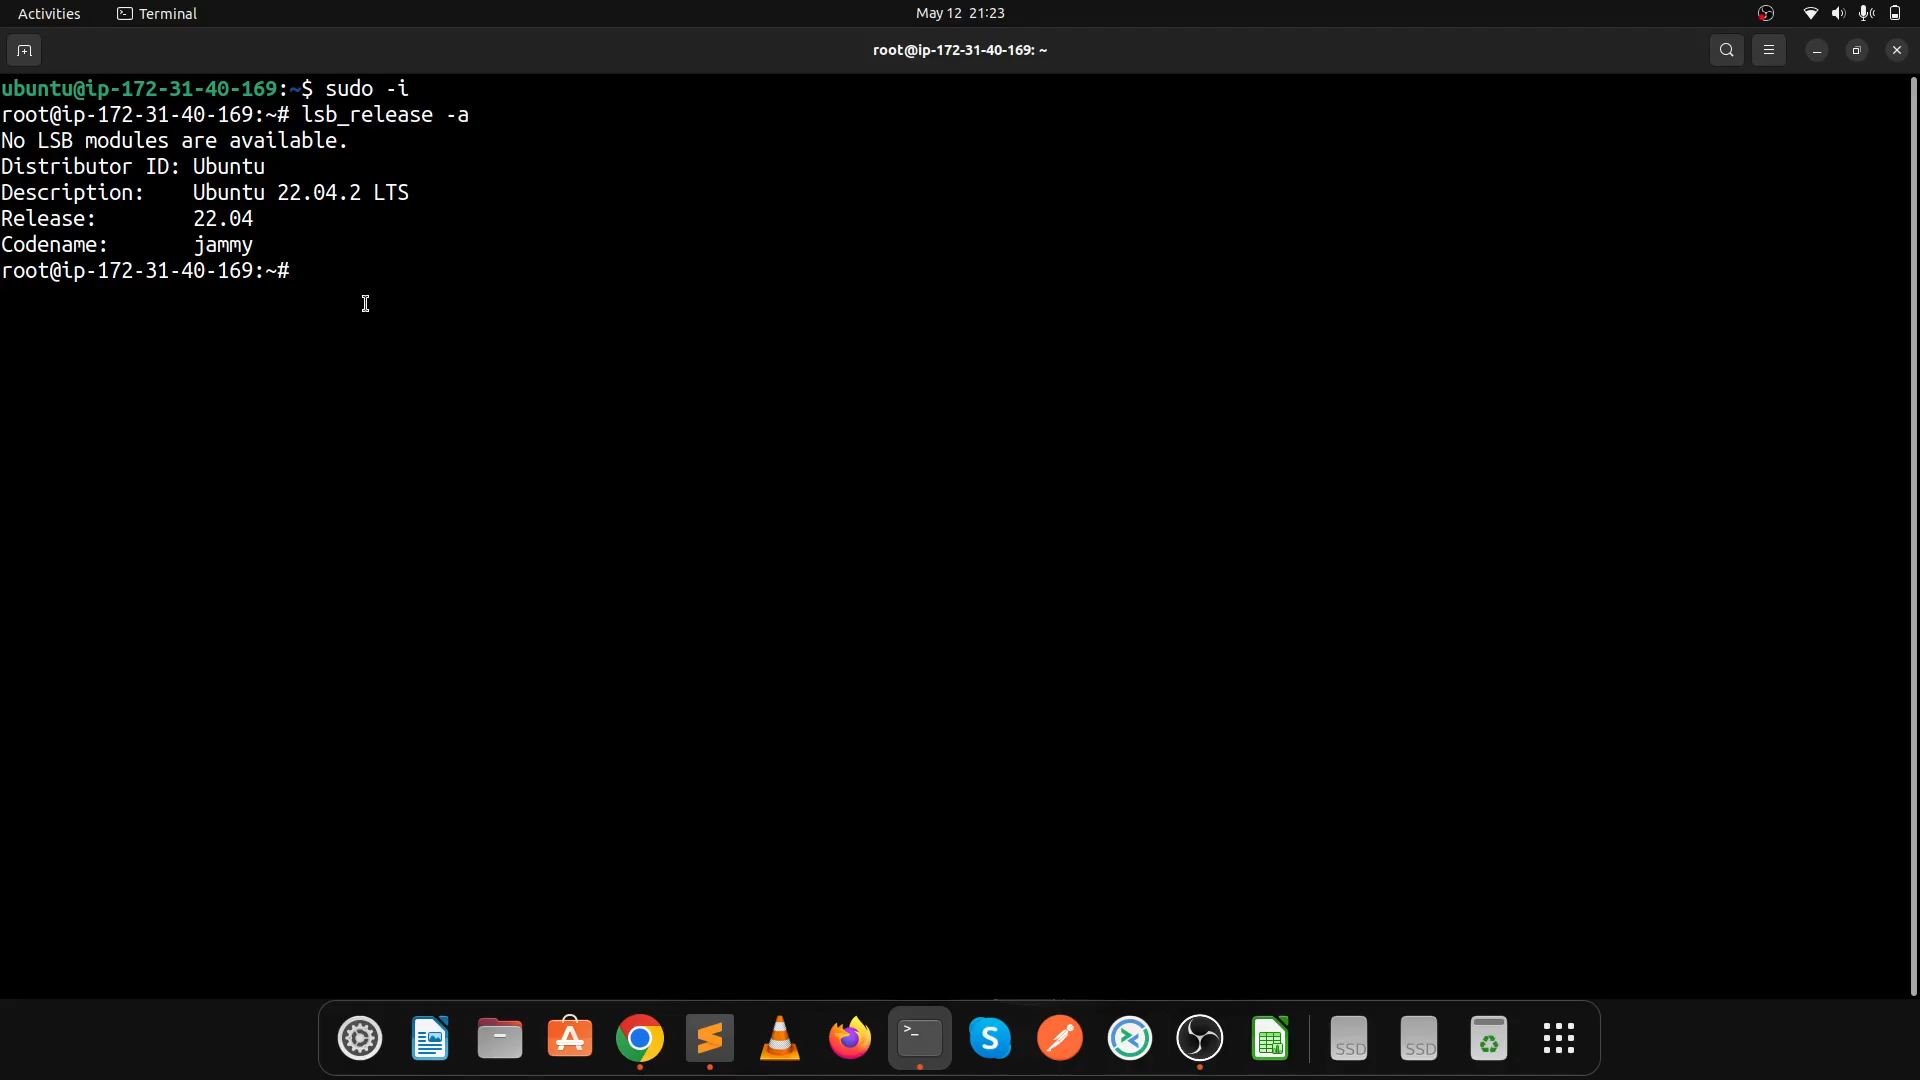 Activities Terminal May 12 21:23
root@ip-172-31-40-169: ~
ubuntu@ip-172-31-40-169:~$ sudo -i
root@ip-172-31-40-169:~# lsb_release -a
No LSB modules are available.
Distributor ID: Ubuntu
Description: Ubuntu 22.04.2 LTS
Release: 22.04
Codename: jammy
root@ip-172-31-40-169:~#
SSD SSD